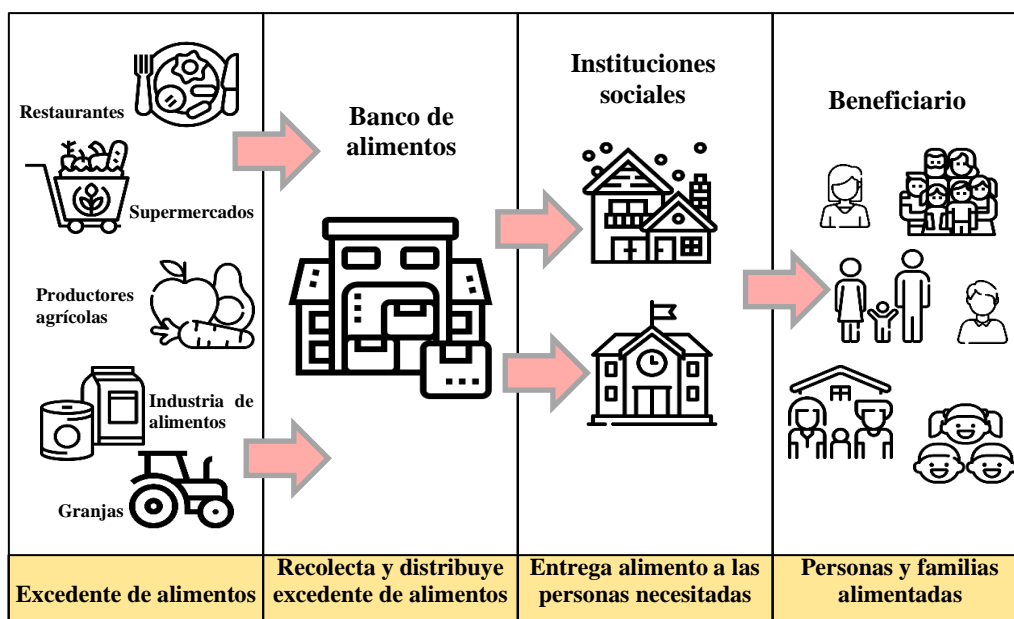 Restaurantes
Supermercados
Productores
agrícolas
Industria de
alimentos
Granjas
Excedente de alimentos
Banco de
alimentos
Recolecta y distribuye
excedente de alimentos
Instituciones
sociales
Entrega alimento a las
personas necesitadas
Beneficiario
Personas y familias
alimentadas